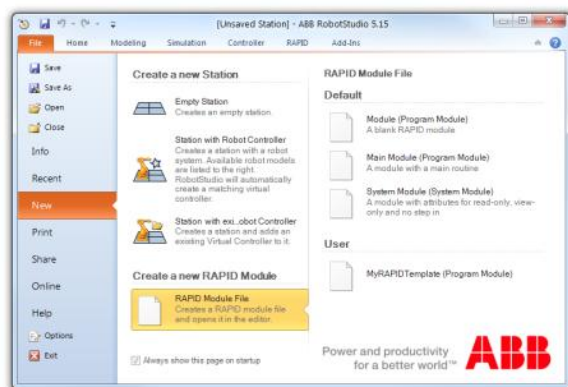 [Unsaved Station] - ABB RobotStudio 5.15
File Home Modeling Simulation Controller RAPID Add-Ins
Save
Save As
Open
Close
Info
Recent
New
Print
Share
Online
Help
Options
Exit
Create a new Station
Empty Station
Creates an empty station.
Station with Robot Controller
Creates a station with a robot
system. Available robot models
are listed to the right.
RobotStudio will automatically
create a matching virtual
controller.
Station with exi..obot Controller
Creates a station and adds an
existing Virtual Controller to it.
Create a new RAPID Module
RAPID Module File
Creates a RAPID module file
and opens it in the editor.
Always show this page on startup
RAPID Module File
Default
Module (Program Module)
A blank RAPID module
Main Module (Program Module)
A module with a main routine
System Module (System Module)
A module with attributes for read-only, view-
only and no step in
User
MyRAPIDTemplate (Program Module)
Power and productivity
for a better world™
ABB